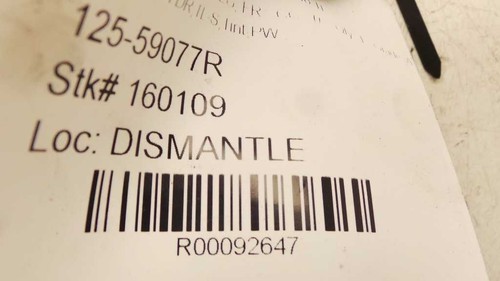 125-59077R
Stk# 160109
Loc: DISMANTLE
R00092647